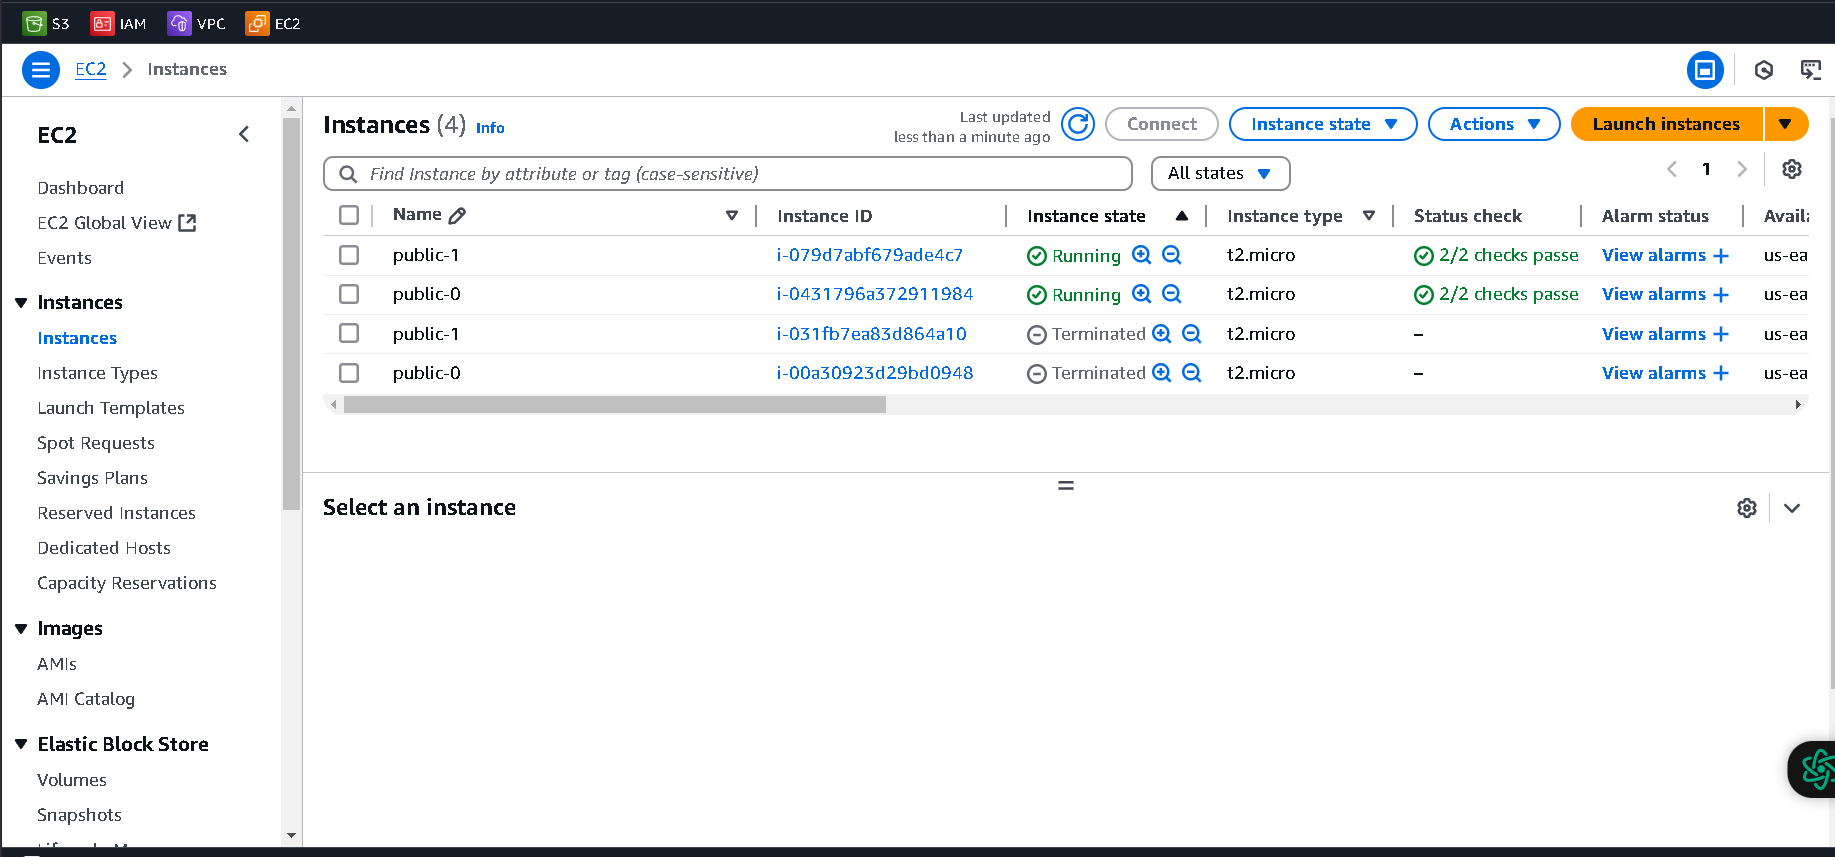 S3 IAM VPC EC2
EC2 Instances
EC2
Dashboard
EC2 Global View
Events
Instances
Instances
Instance Types
Launch Templates
Spot Requests
Savings Plans
Reserved Instances
Dedicated Hosts
Capacity Reservations
Images
AMIs
AMI Catalog
Elastic Block Store
Volumes
Snapshots
Instances (4) Info
Last updated
less than a minute ago
Connect Instance state Actions Launch instances
Find Instance by attribute or tag (case-sensitive) All states 1
Name Instance ID Instance state Instance type Status check Alarm status Availa
public-1 i-079d7abf679ade4c7 Running t2.micro 2/2 checks passe View alarms + us-ea
public-0 i-0431796a372911984 Running t2.micro 2/2 checks passe View alarms + us-ea
public-1 i-031fb7ea83d864a10 Terminated t2.micro – View alarms + us-ea
public-0 i-00a30923d29bd0948 Terminated t2.micro – View alarms + us-ea
Select an instance